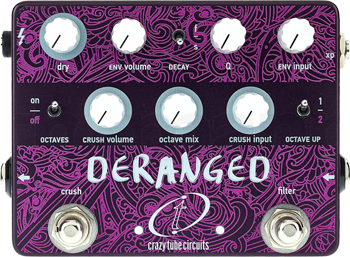 dry ENV volume DECAY Q ENV input xp
s
on 1
off 2
OCTAVES CRUSH volume octave mix CRUSH input OCTAVE UP
DERANGED
crush filter
1
crazy tube circuits